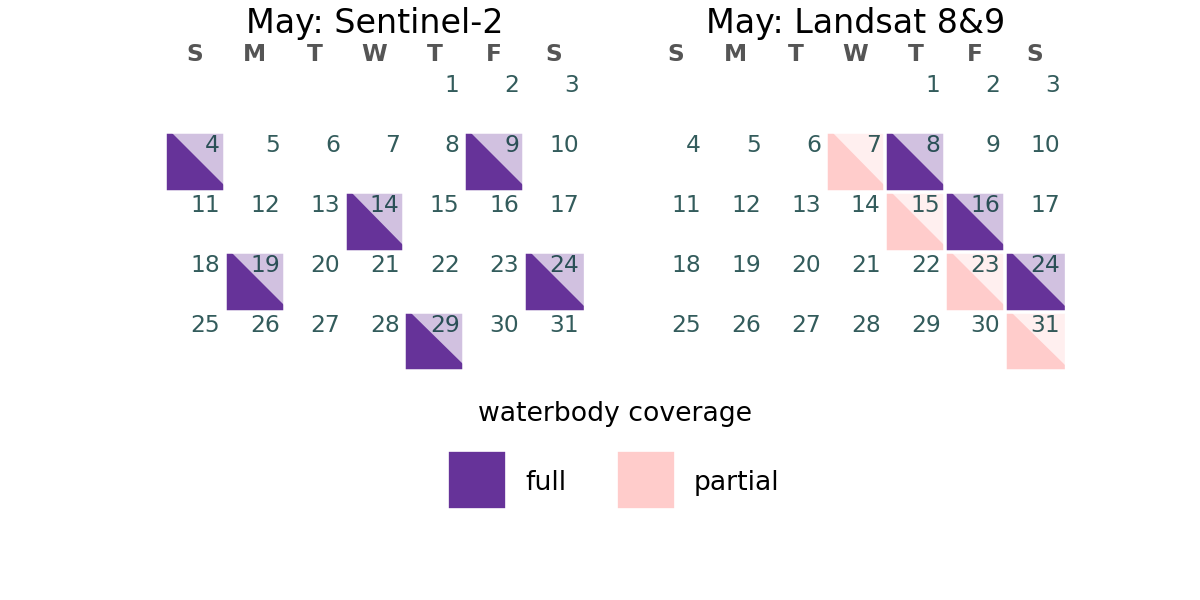 May: Sentinel-2
S M T W T F S
1 2 3
4 5 6 7 8 9 10
11 12 13 14 15 16 17
18 19 20 21 22 23 24
25 26 27 28 29 30 31
May: Landsat 8&9
S M T W T F S
1 2 3
4 5 6 7 8 9 10
11 12 13 14 15 16 17
18 19 20 21 22 23 24
25 26 27 28 29 30 31
waterbody coverage
full partial